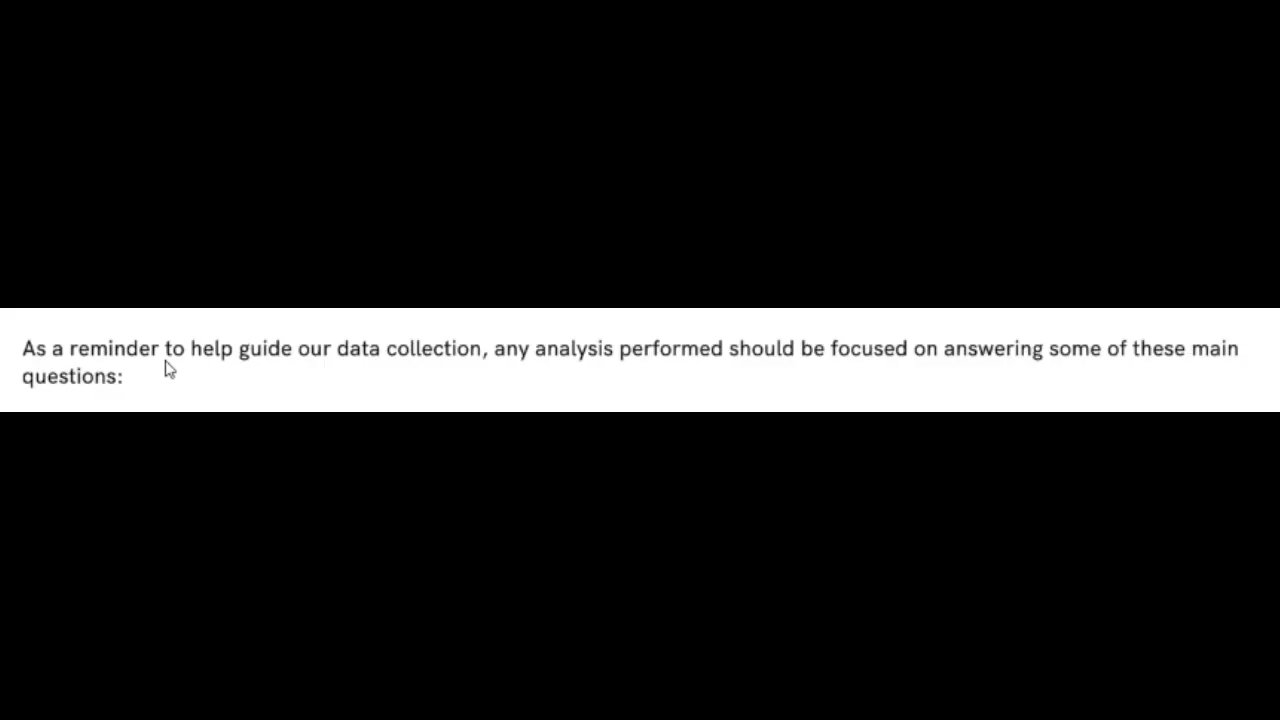 As a reminder to help guide our data collection, any analysis performed should be focused on answering some of these main
questions: